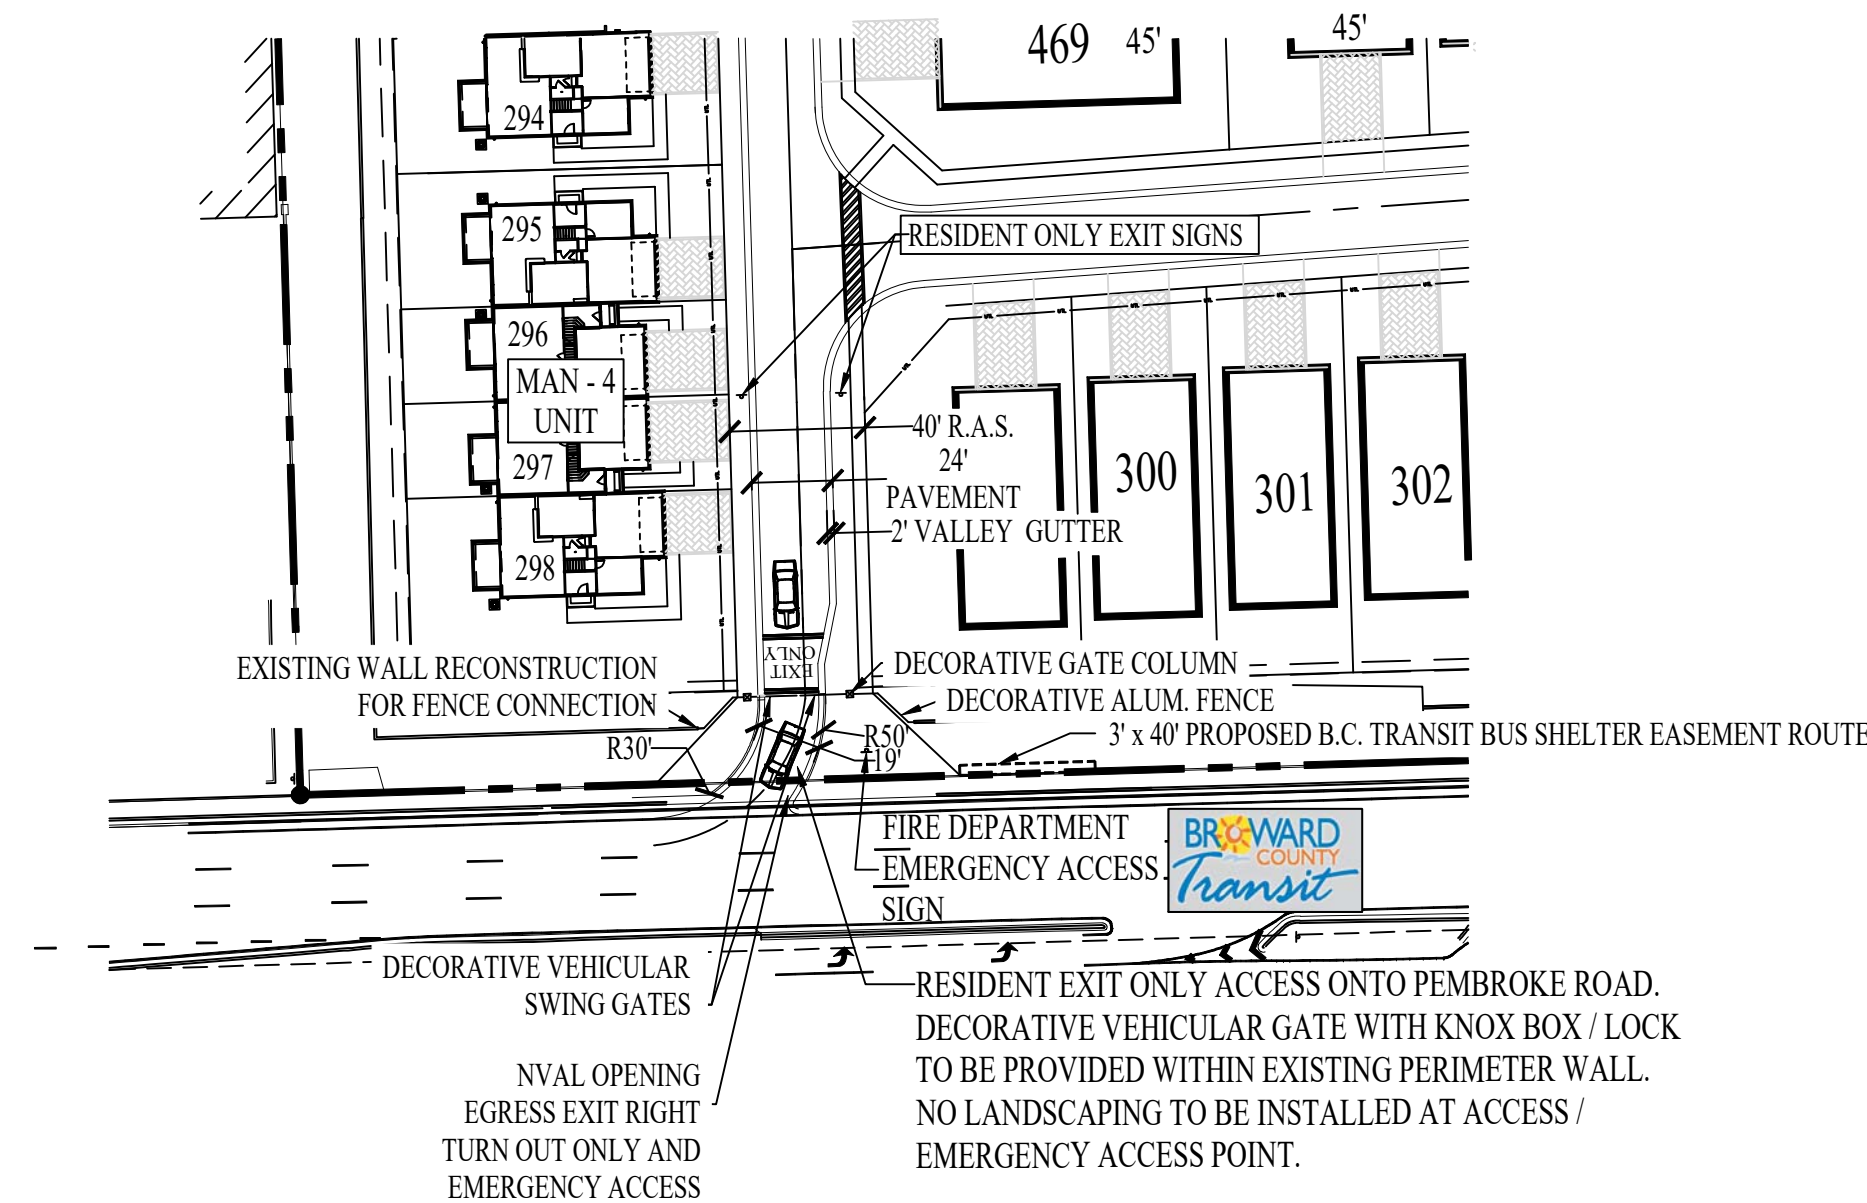 469
45'
45'
294
295
RESIDENT ONLY EXIT SIGNS
296
MAN - 4
UNIT
297
298
40' R.A.S.
24'
PAVEMENT
2' VALLEY GUTTER
300
301
302
EXIT
ONLY
EXISTING WALL RECONSTRUCTION
FOR FENCE CONNECTION
DECORATIVE GATE COLUMN
DECORATIVE ALUM. FENCE
3' x 40' PROPOSED B.C. TRANSIT BUS SHELTER EASEMENT ROUTE
R30'
R50'
19'
FIRE DEPARTMENT
EMERGENCY ACCESS
SIGN
BROWARD
COUNTY
Transit
DECORATIVE VEHICULAR
SWING GATES
RESIDENT EXIT ONLY ACCESS ONTO PEMBROKE ROAD.
DECORATIVE VEHICULAR GATE WITH KNOX BOX / LOCK
TO BE PROVIDED WITHIN EXISTING PERIMETER WALL.
NO LANDSCAPING TO BE INSTALLED AT ACCESS /
EMERGENCY ACCESS POINT.
NVAL OPENING
EGRESS EXIT RIGHT
TURN OUT ONLY AND
EMERGENCY ACCESS